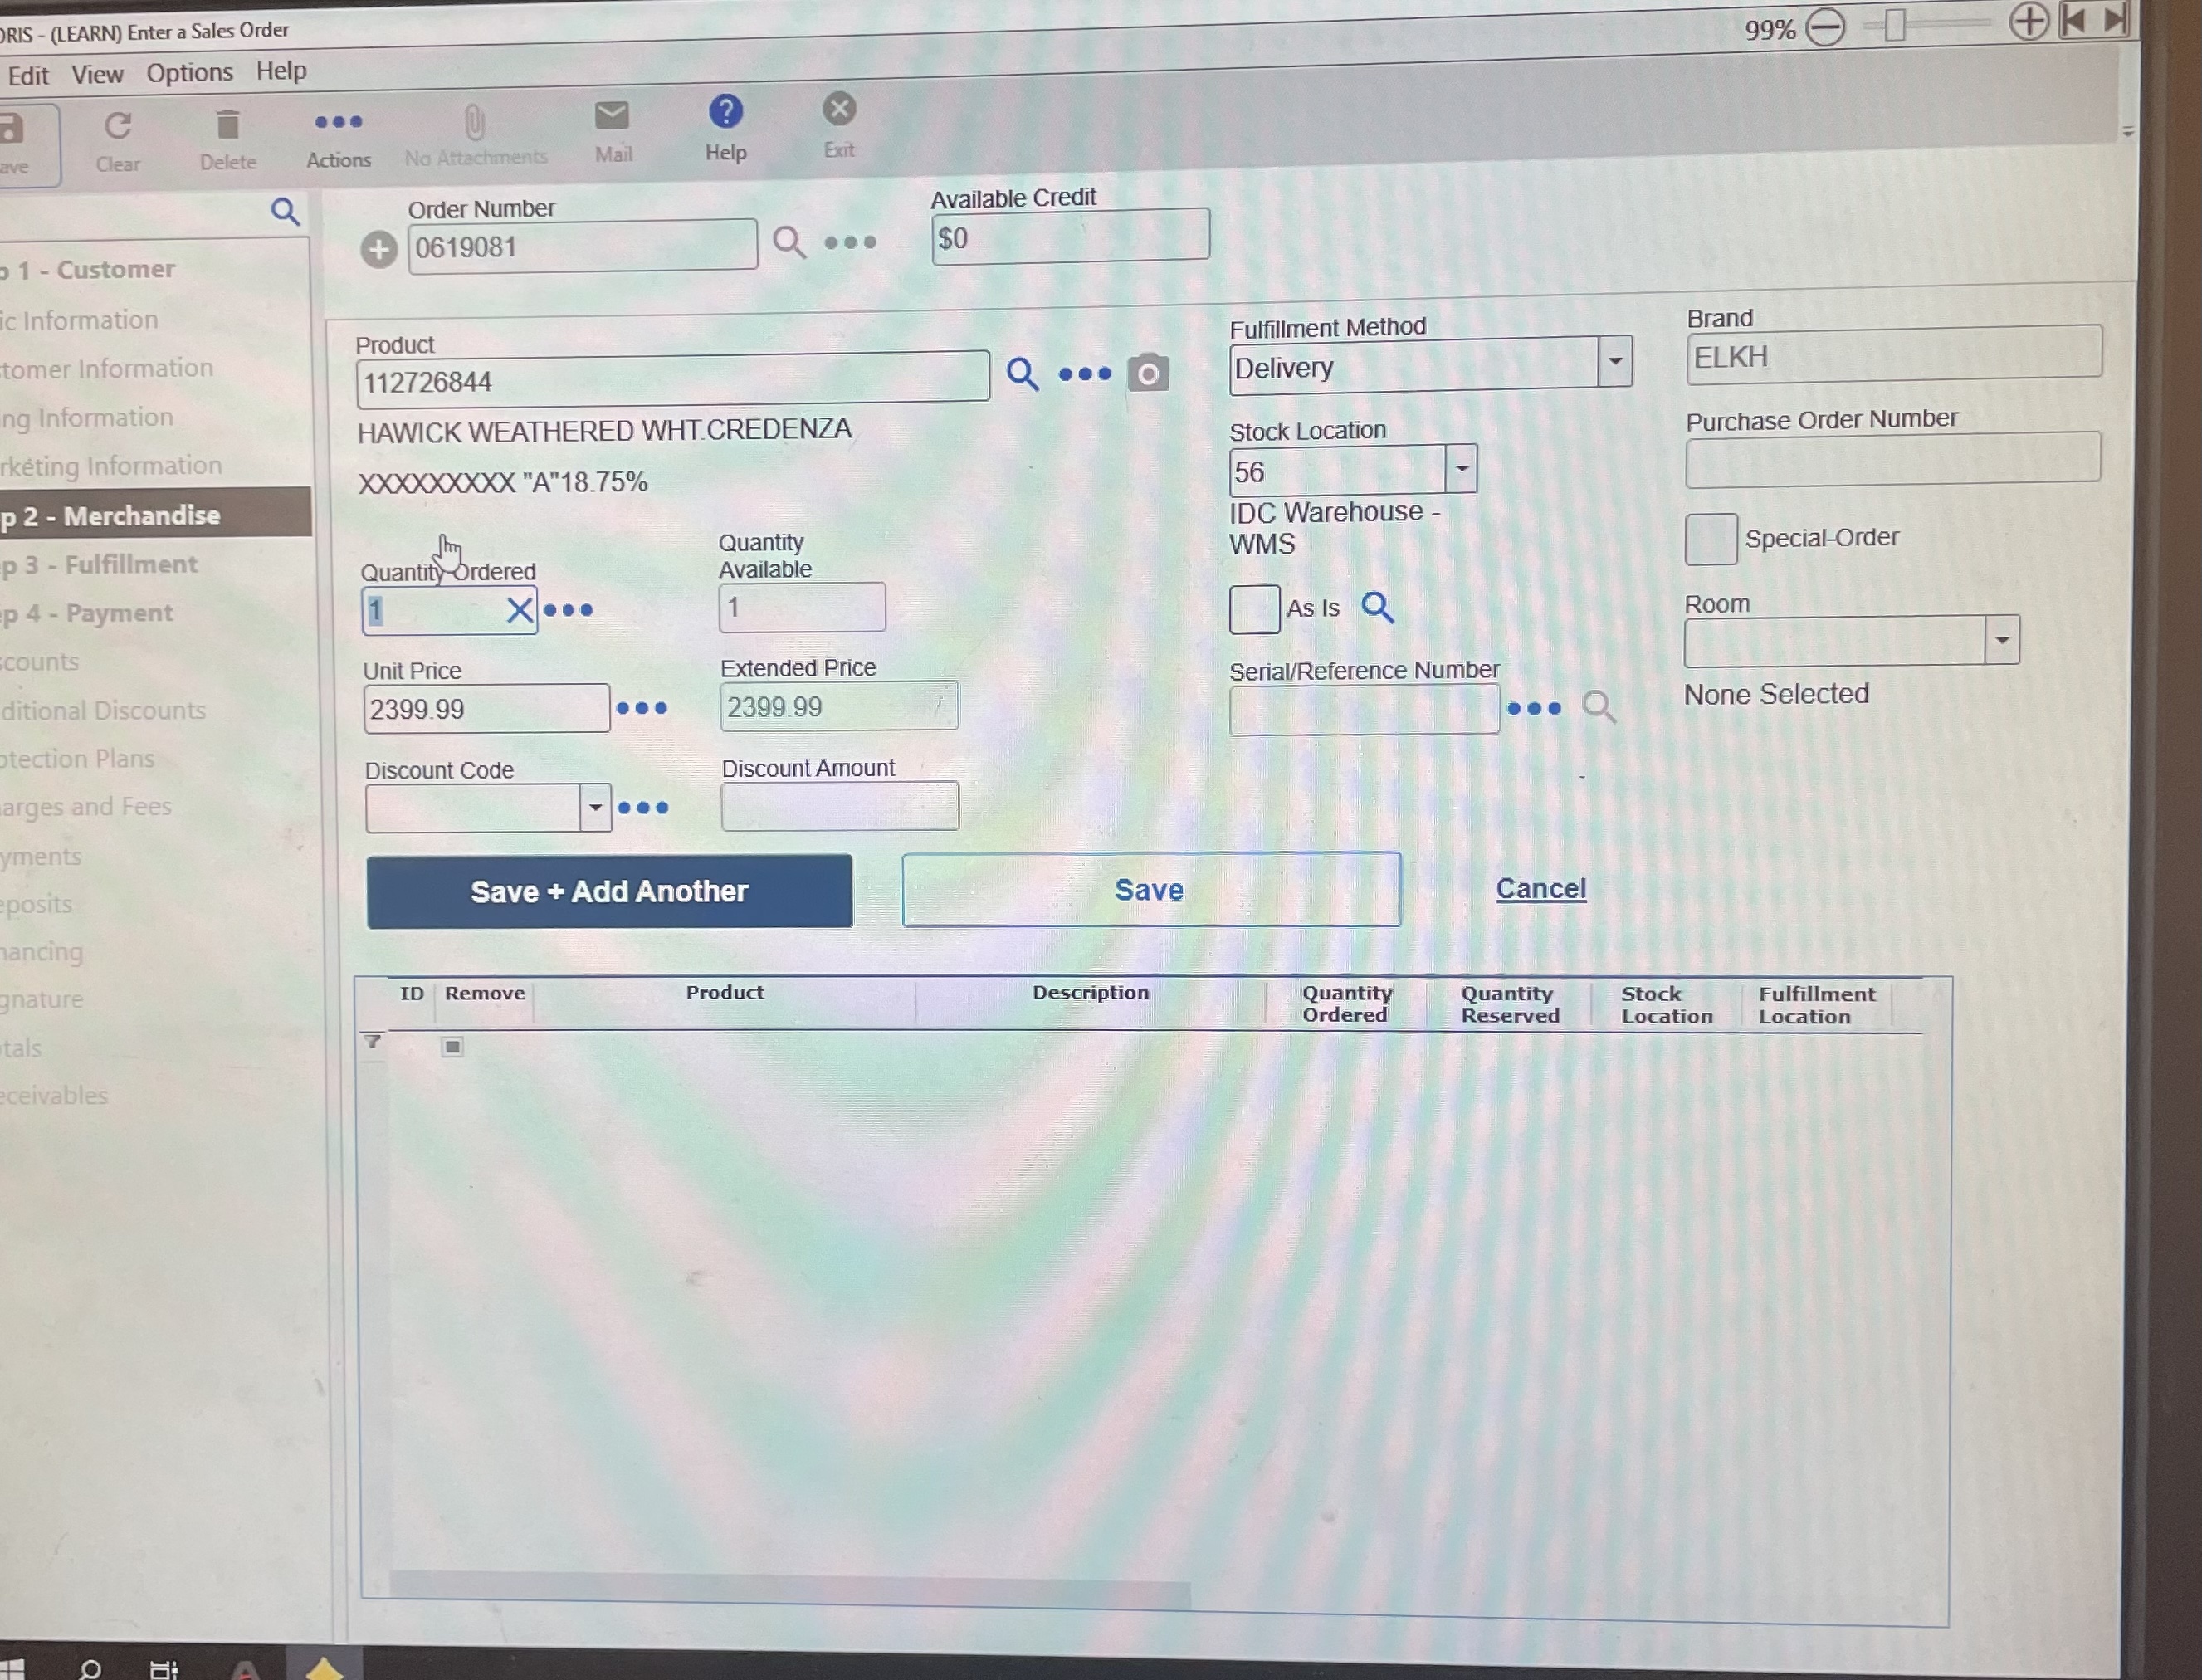 ORIS - (LEARN) Enter a Sales Order
99%
Edit View Options Help
ave
Clear
Delete
Actions
No Attachments
Mail
Help
Exit
Order Number
0619081
Available Credit
$0
p 1 - Customer
ic Information
tomer Information
ng Information
rketing Information
p 2 - Merchandise
ep 3 - Fulfillment
ep 4 - Payment
scounts
ditional Discounts
otection Plans
arges and Fees
yments
eposits
nancing
gnature
otals
eceivables
Product
112726844
HAWICK WEATHERED WHT.CREDENZA
XXXXXXXXX "A"18.75%
Quantity Ordered
1
Quantity
Available
1
Unit Price
2399.99
Extended Price
2399.99
Discount Code
Discount Amount
Fulfillment Method
Delivery
Stock Location
56
IDC Warehouse -
WMS
As Is
Serial/Reference Number
Brand
ELKH
Purchase Order Number
Special-Order
Room
None Selected
Save + Add Another
Save
Cancel
ID
Remove
Product
Description
Quantity
Ordered
Quantity
Reserved
Stock
Location
Fulfillment
Location